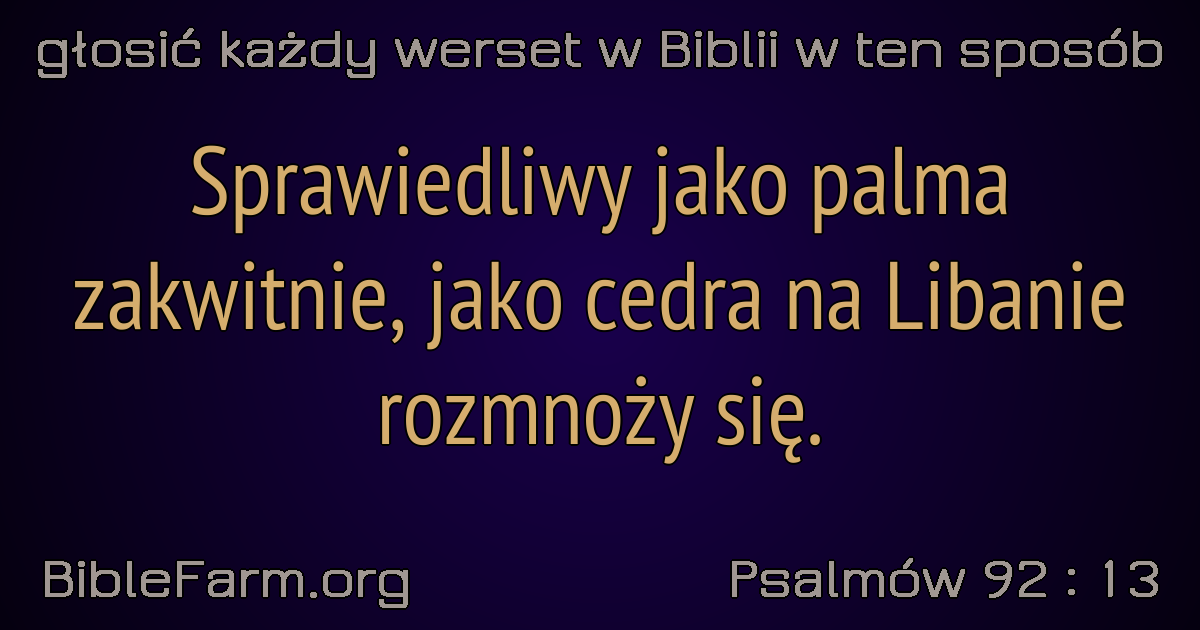 głosić każdy werset w Biblii w ten sposób
Sprawiedliwy jako palma
zakwitnie, jako cedra na Libanie
rozmnoży się.
BibleFarm.org
Psalmów 92 : 13